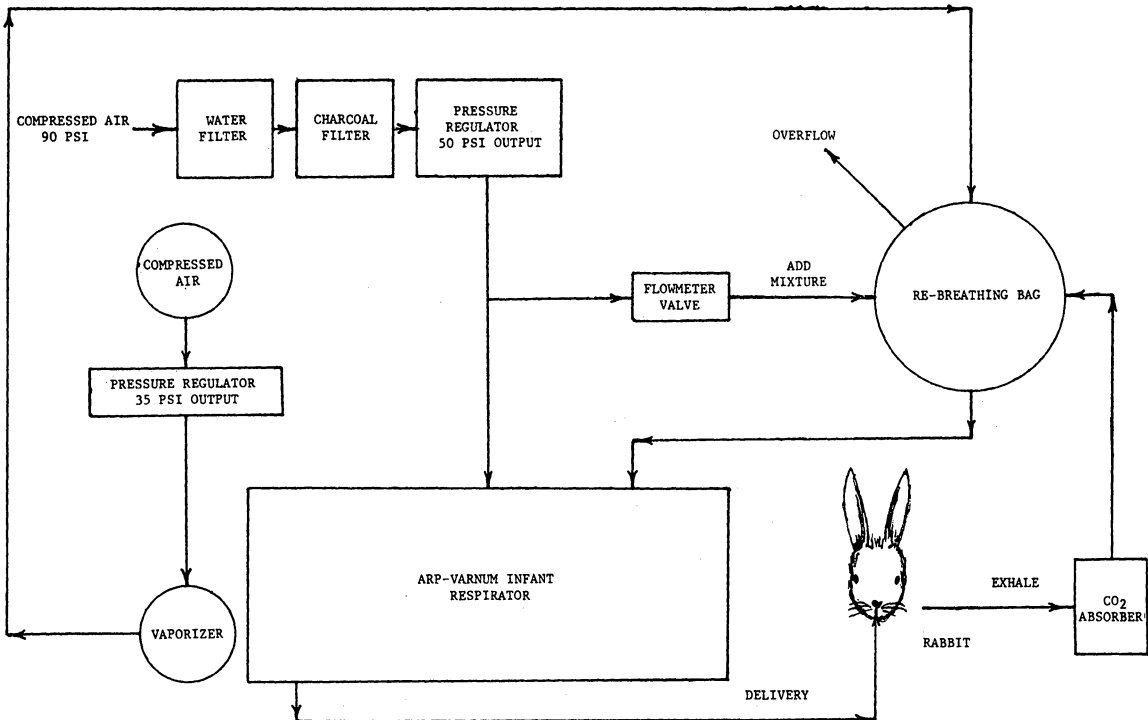 COMPRESSED AIR
90 PSI
WATER
FILTER
CHARCOAL
FILTER
PRESSURE
REGULATOR
50 PSI OUTPUT
OVERFLOW
COMPRESSED
AIR
FLOWMETER
VALVE
ADD
MIXTURE
RE-BREATHING BAG
PRESSURE REGULATOR
35 PSI OUTPUT
ARP-VARNUM INFANT
RESPIRATOR
VAPORIZER
EXHALE
CO2
ABSORBER
RABBIT
DELIVERY